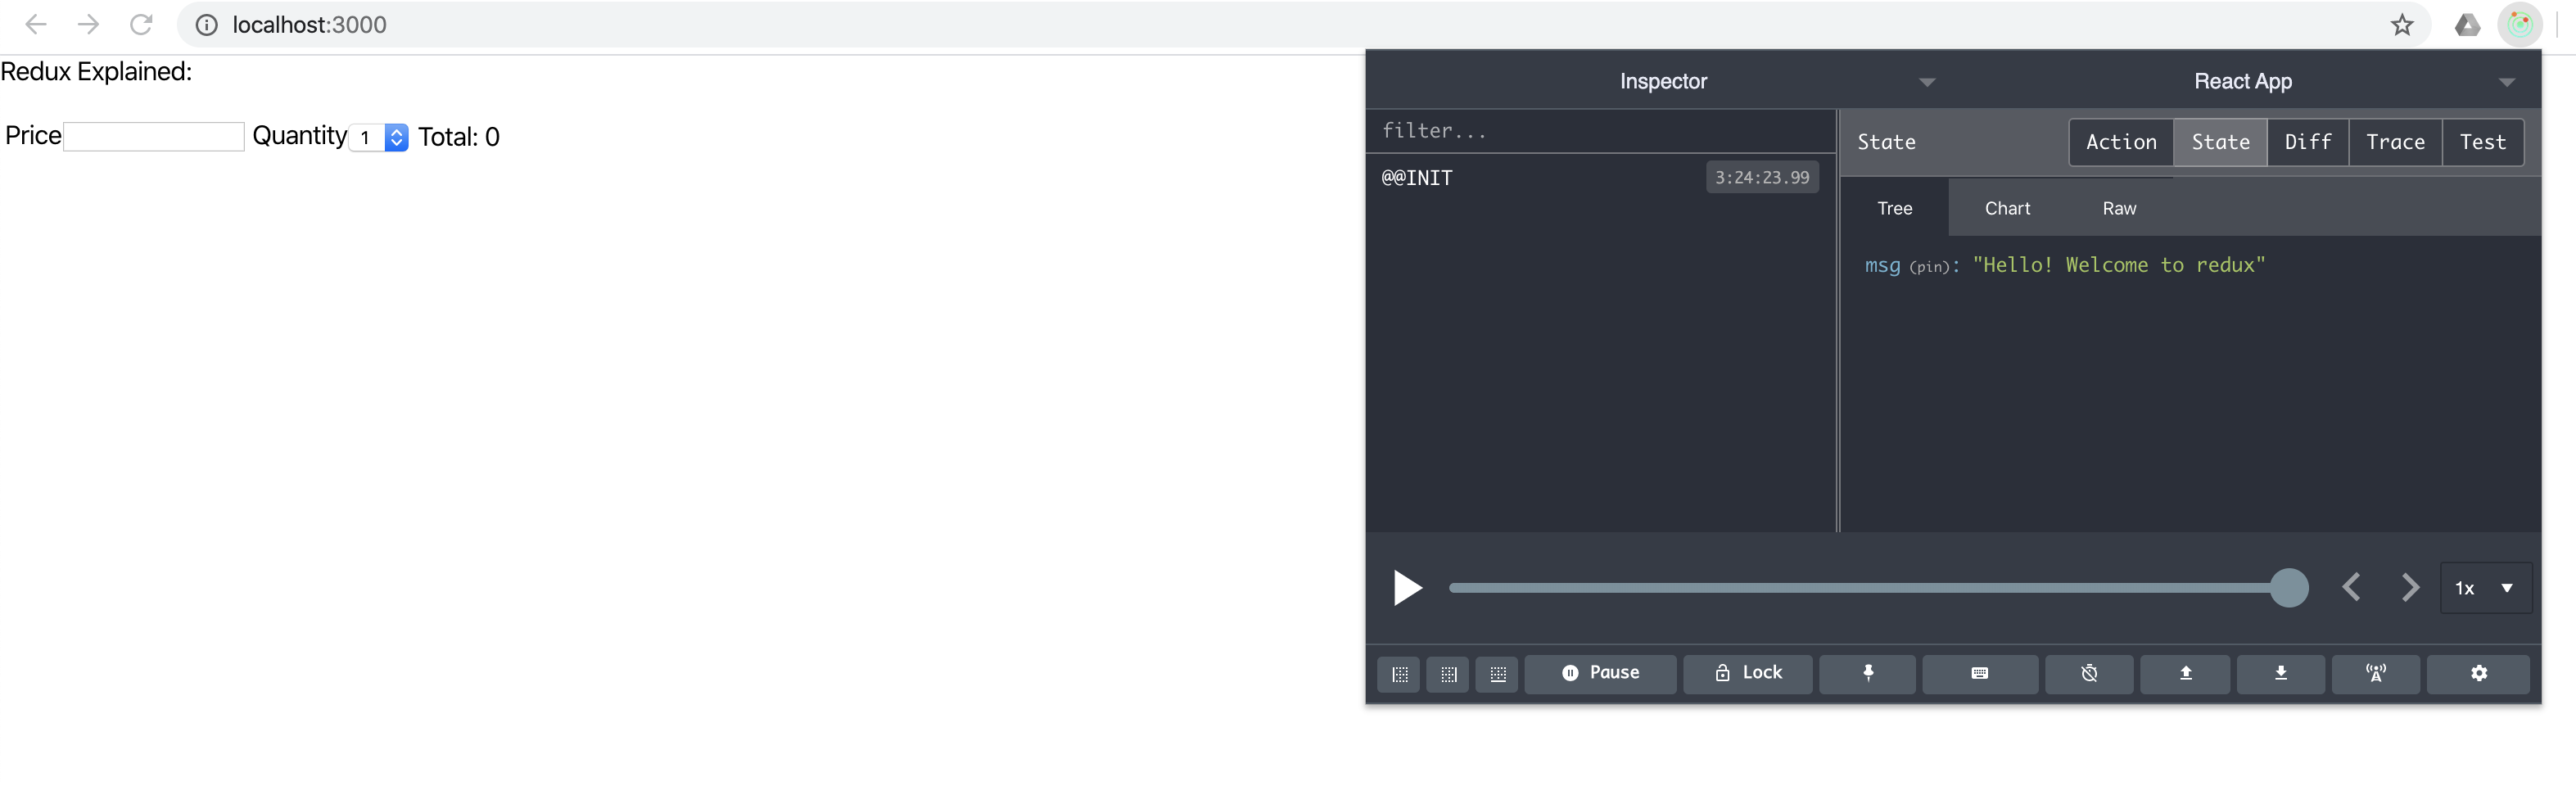 localhost:3000
Redux Explained:
Price Quantity 1 Total: 0
Inspector React App
filter...
@@INIT 3:24:23.99
State Action State Diff Trace Test
Tree Chart Raw
msg (pin): "Hello! Welcome to redux"
1x
Pause Lock